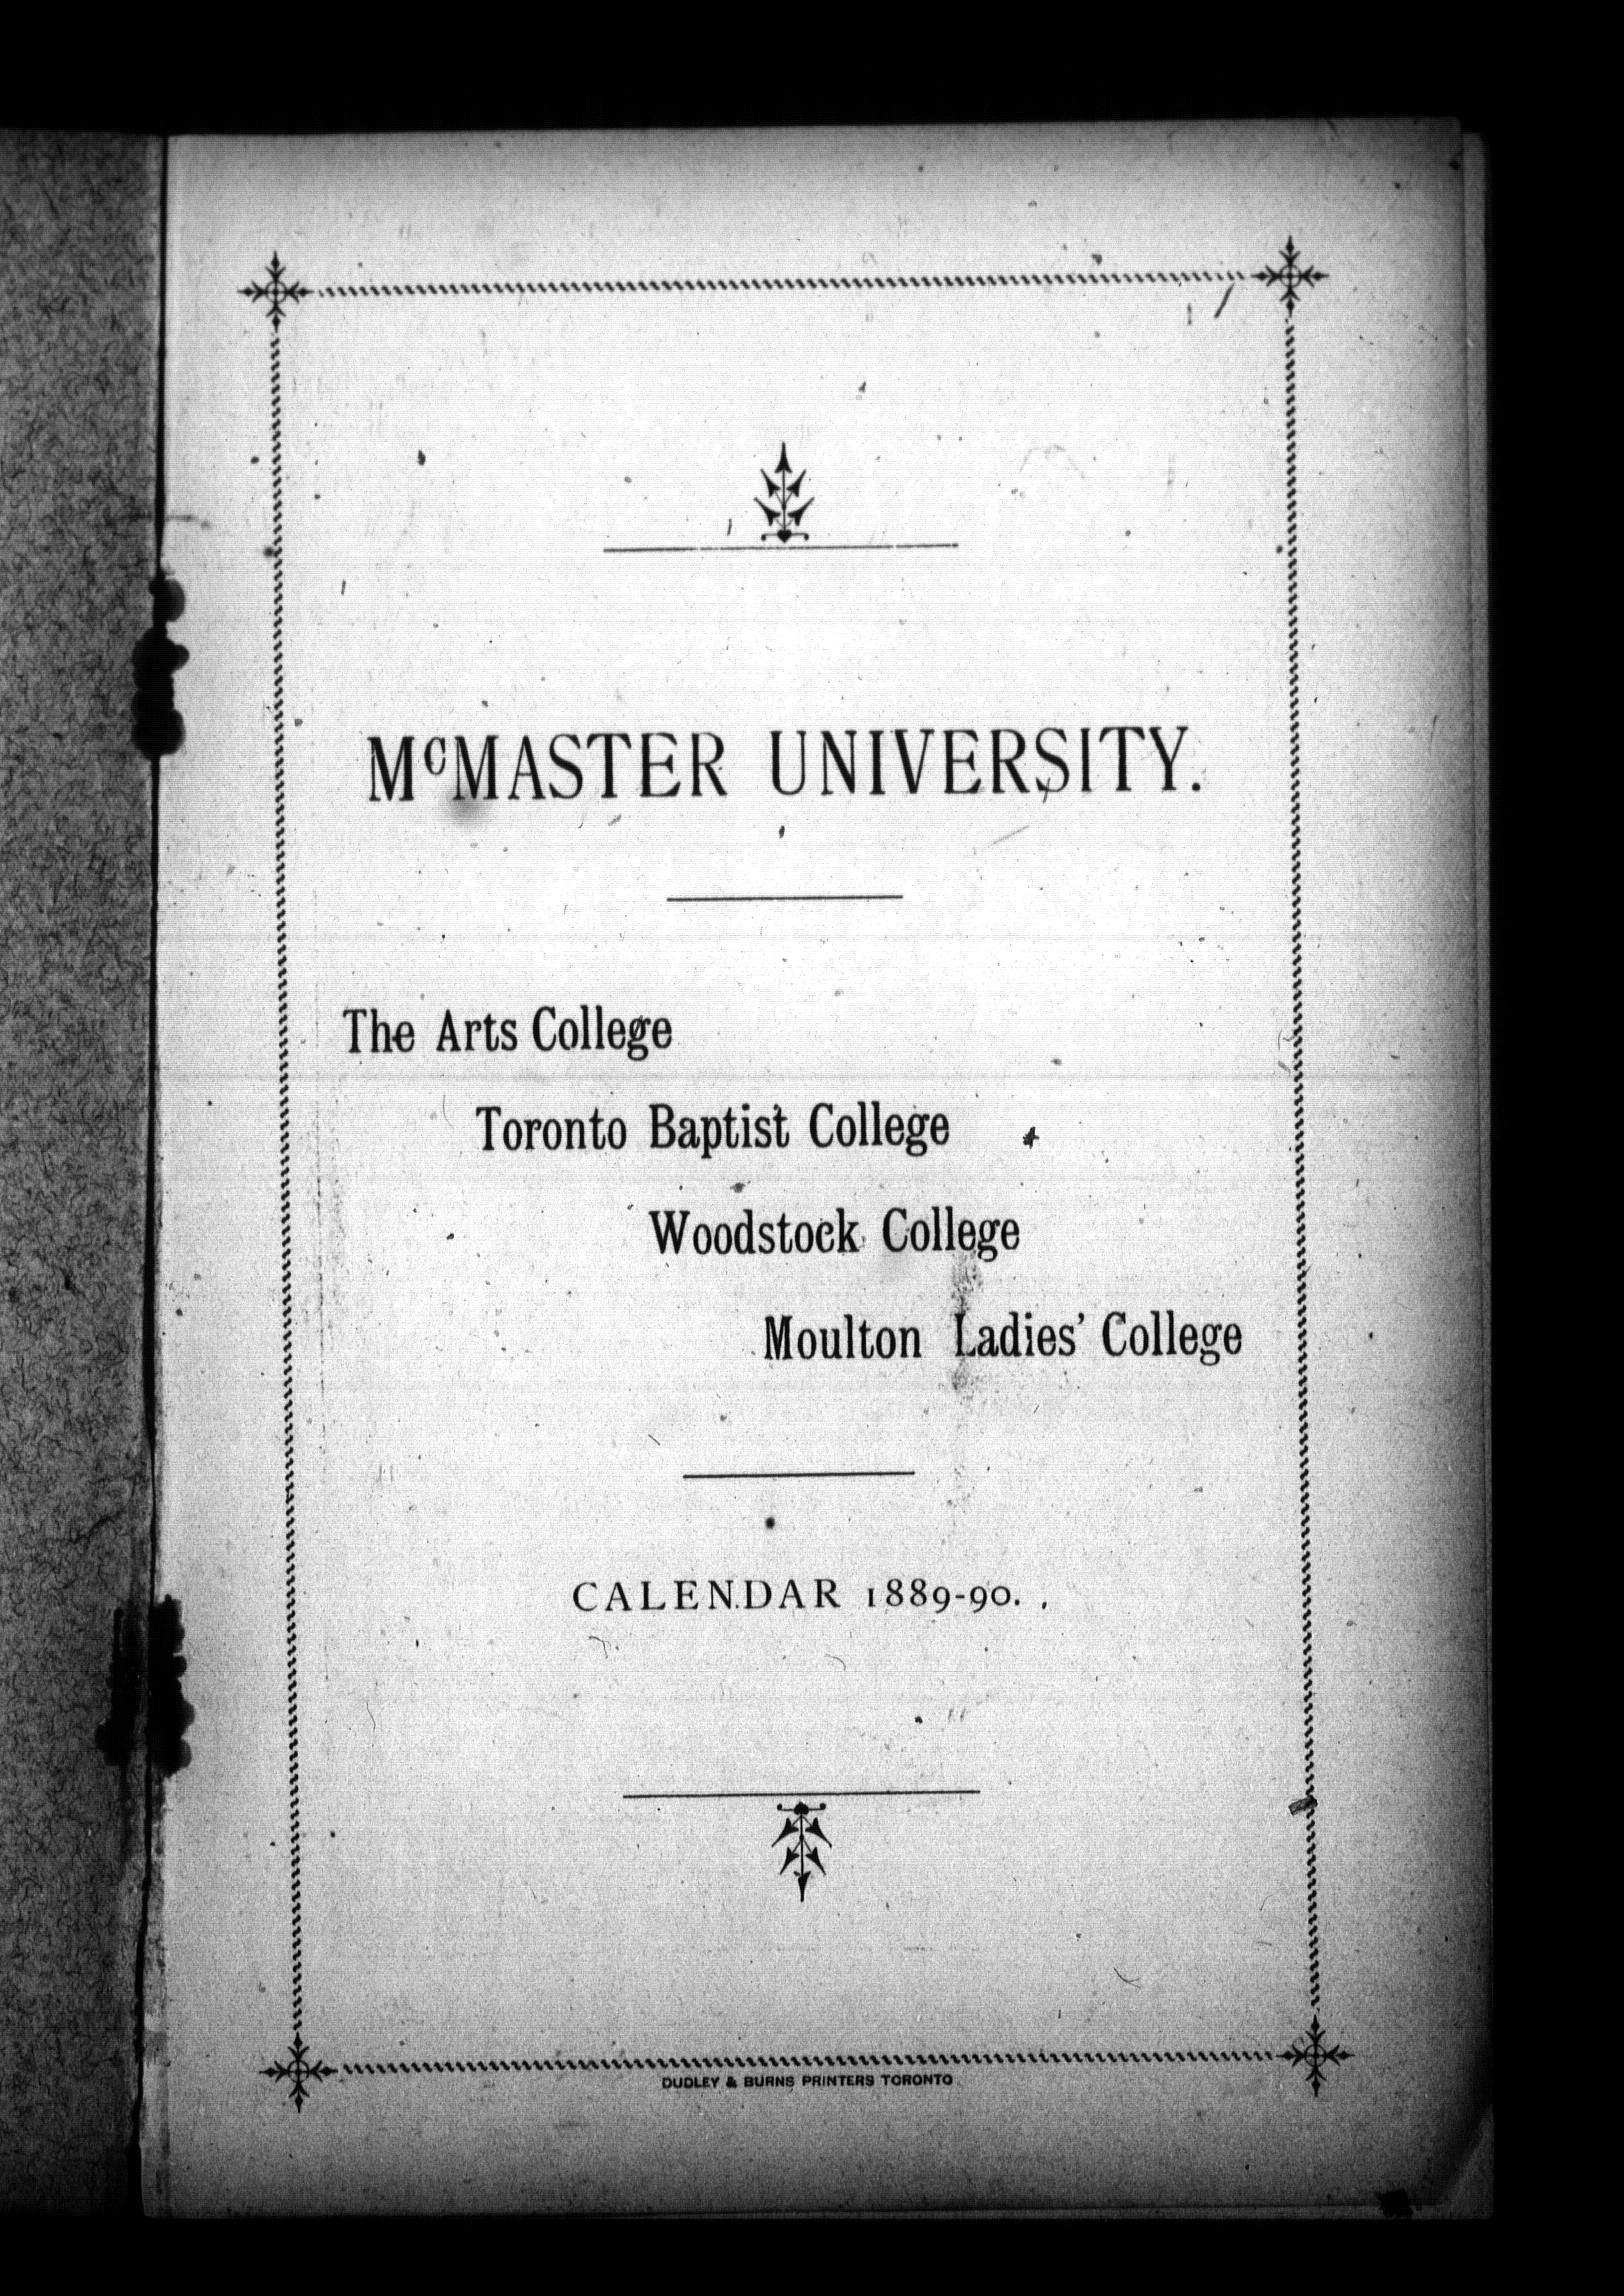 McMASTER UNIVERSITY.
The Arts College
Toronto Baptist College
Woodstock College
Moulton Ladies' College
CALENDAR 1889-90.
DUDLEY & BURNS PRINTERS TORONTO